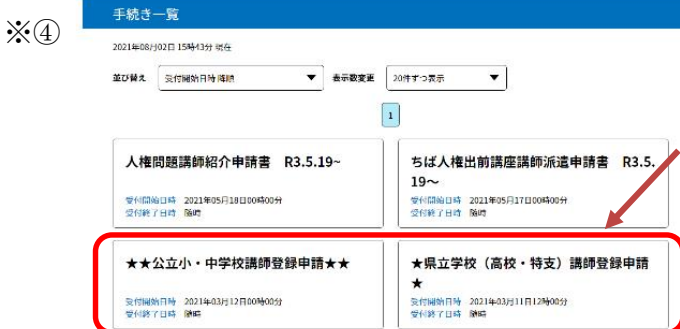 ※④
手続き一覧
2021年08月02日 15時43分 現在
並び替え 受付開始日時 降順 ▼ 表示数変更 20件ずつ表示 ▼
1
人権問題講師紹介申請書 R3.5.19~
受付開始日時 2021年05月18日00時00分
受付終了日時 随時
ちば人権出前講座講師派遣申請書 R3.5.
19～
受付開始日時 2021年05月17日00時00分
受付終了日時 随時
★★公立小・中学校講師登録申請★★
受付開始日時 2021年03月12日00時00分
受付終了日時 随時
★県立学校（高校・特支）講師登録申請
★
受付開始日時 2021年03月11日12時00分
受付終了日時 随時